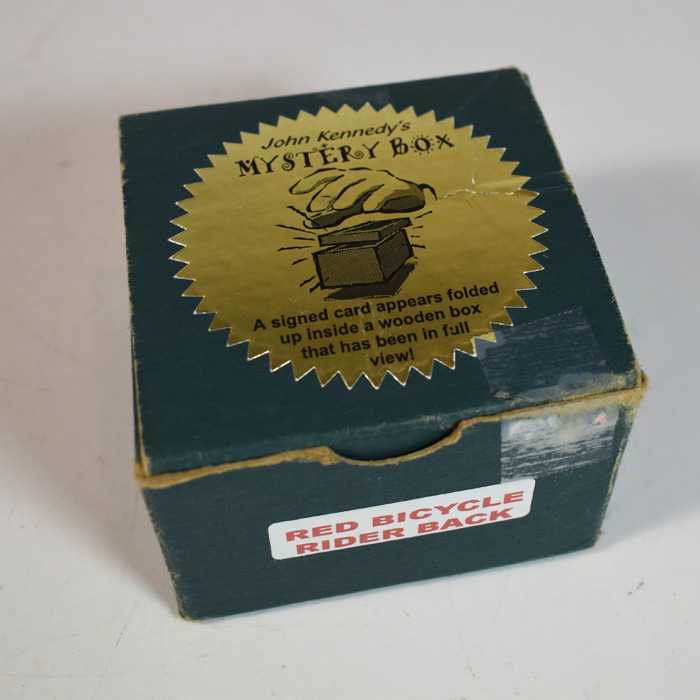 John Kennedy's
MYSTERY BOX
A signed card appears folded
up inside a wooden box
that has been in full
view!
RED BICYCLE
RIDER BACK